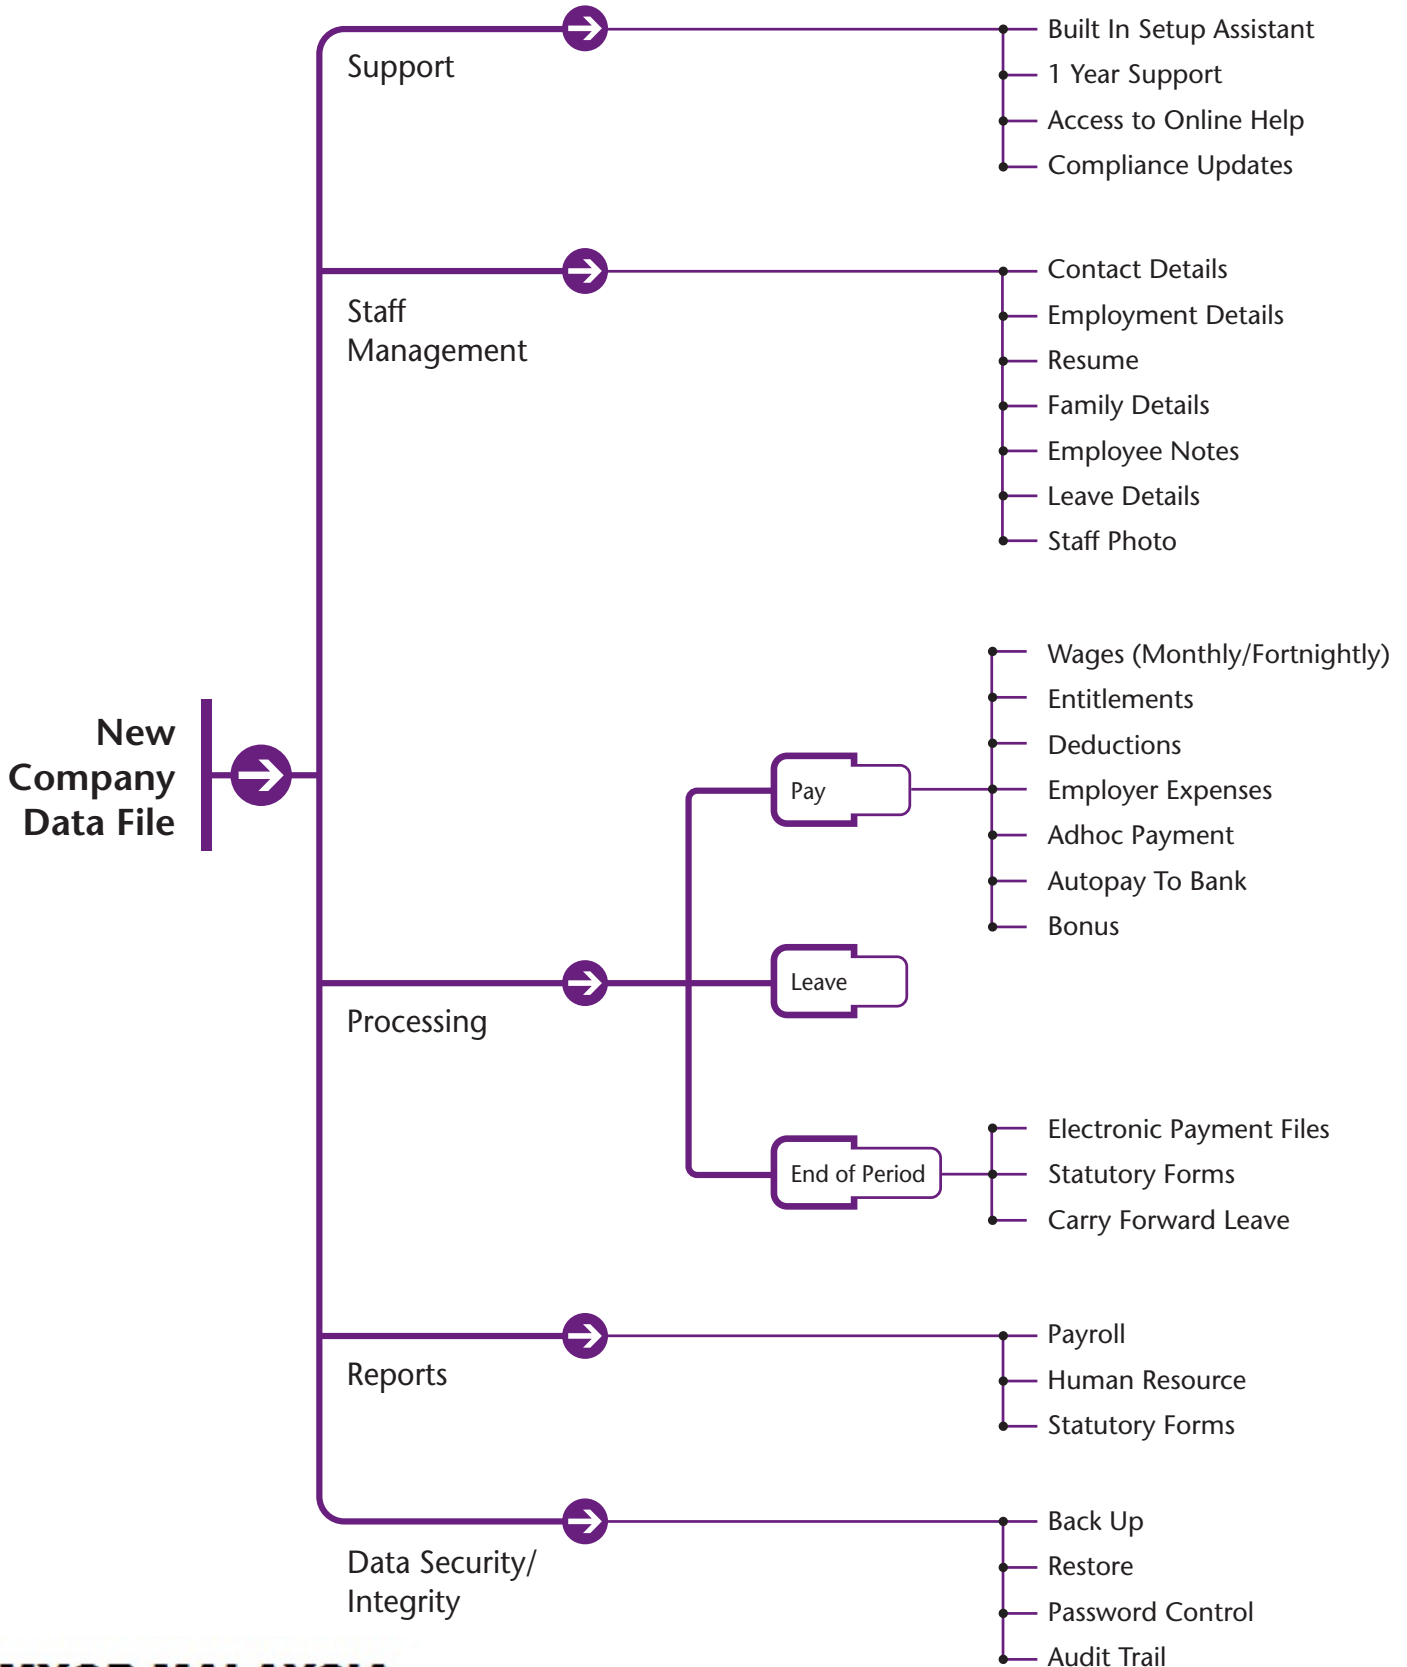 Built In Setup Assistant
Support
1 Year Support
Access to Online Help
Compliance Updates
Contact Details
Staff
Management
Employment Details
Resume
Family Details
Employee Notes
Leave Details
Staff Photo
New
Company
Data File
Wages (Monthly/Fortnightly)
Entitlements
Deductions
Pay
Employer Expenses
Adhoc Payment
Autopay To Bank
Bonus
Leave
Processing
Electronic Payment Files
End of Period
Statutory Forms
Carry Forward Leave
Payroll
Reports
Human Resource
Statutory Forms
Back Up
Data Security/
Integrity
Restore
Password Control
Audit Trail